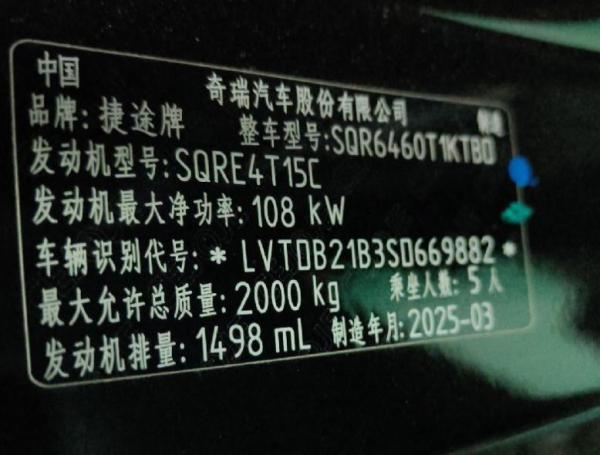 中国 奇瑞汽车股份有限公司 制造
品牌: 捷途牌 整车型号: SQR6460T1KTB0
发动机型号: SQRE4T15C
发动机最大净功率: 108 kW
车辆识别代号: * LVTDB21B3SD669882 *
最大允许总质量: 2000 kg 乘坐人数: 5 人
发动机排量: 1498 mL 制造年月: 2025-03